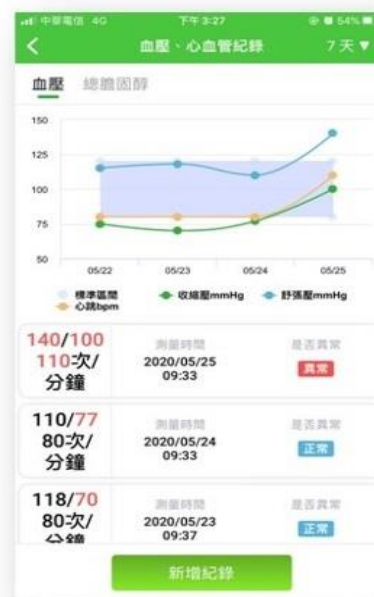 中華電信 4G 下午 3:27 54%
血壓、心血管紀錄 7 天 ▼
血壓 總膽固醇
150
125
100
75
50
05/22 05/23 05/24 05/25
標準區間 收縮壓mmHg 舒張壓mmHg
心跳bpm
140/100
110次/
分鐘
測量時間
2020/05/25
09:33
是否異常
異常
110/77
80次/
分鐘
測量時間
2020/05/24
09:33
是否異常
正常
118/70
80次/
分鐘
測量時間
2020/05/23
09:37
是否異常
正常
新增紀錄